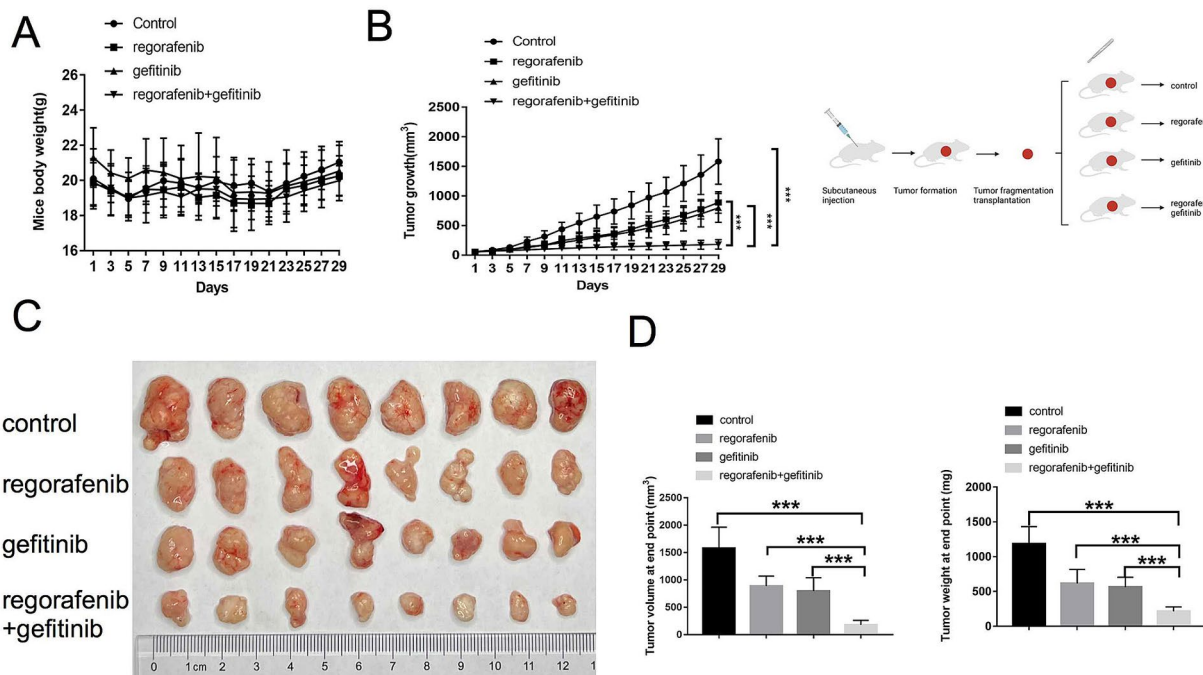 A
Control
regorafenib
gefitinib
regorafenib+gefitinib
Mice body weight(g)
26
24
22
20
18
16
1 3 5 7 9 11 13 15 17 19 21 23 25 27 29
Days
B
Control
regorafenib
gefitinib
regorafenib+gefitinib
Tumor growth(mm³)
2500
2000
1500
1000
500
0
1 3 5 7 9 11 13 15 17 19 21 23 25 27 29
Days
***
***
***
Subcutaneous
injection
Tumor formation
Tumor fragmentation
transplantation
control
regorafe
gefitinib
regorafe
gefitinib
C
control
regorafenib
gefitinib
regorafenib
+gefitinib
0 1 cm 2 3 4 5 6 7 8 9 10 11 12 1
D
control
regorafenib
gefitinib
regorafenib+gefitinib
Tumor volume at end point (mm³)
2500
2000
1500
1000
500
0
***
***
***
control
regorafenib
gefitinib
regorafenib+gefitinib
Tumor weight at end point (mg)
2000
1500
1000
500
0
***
***
***